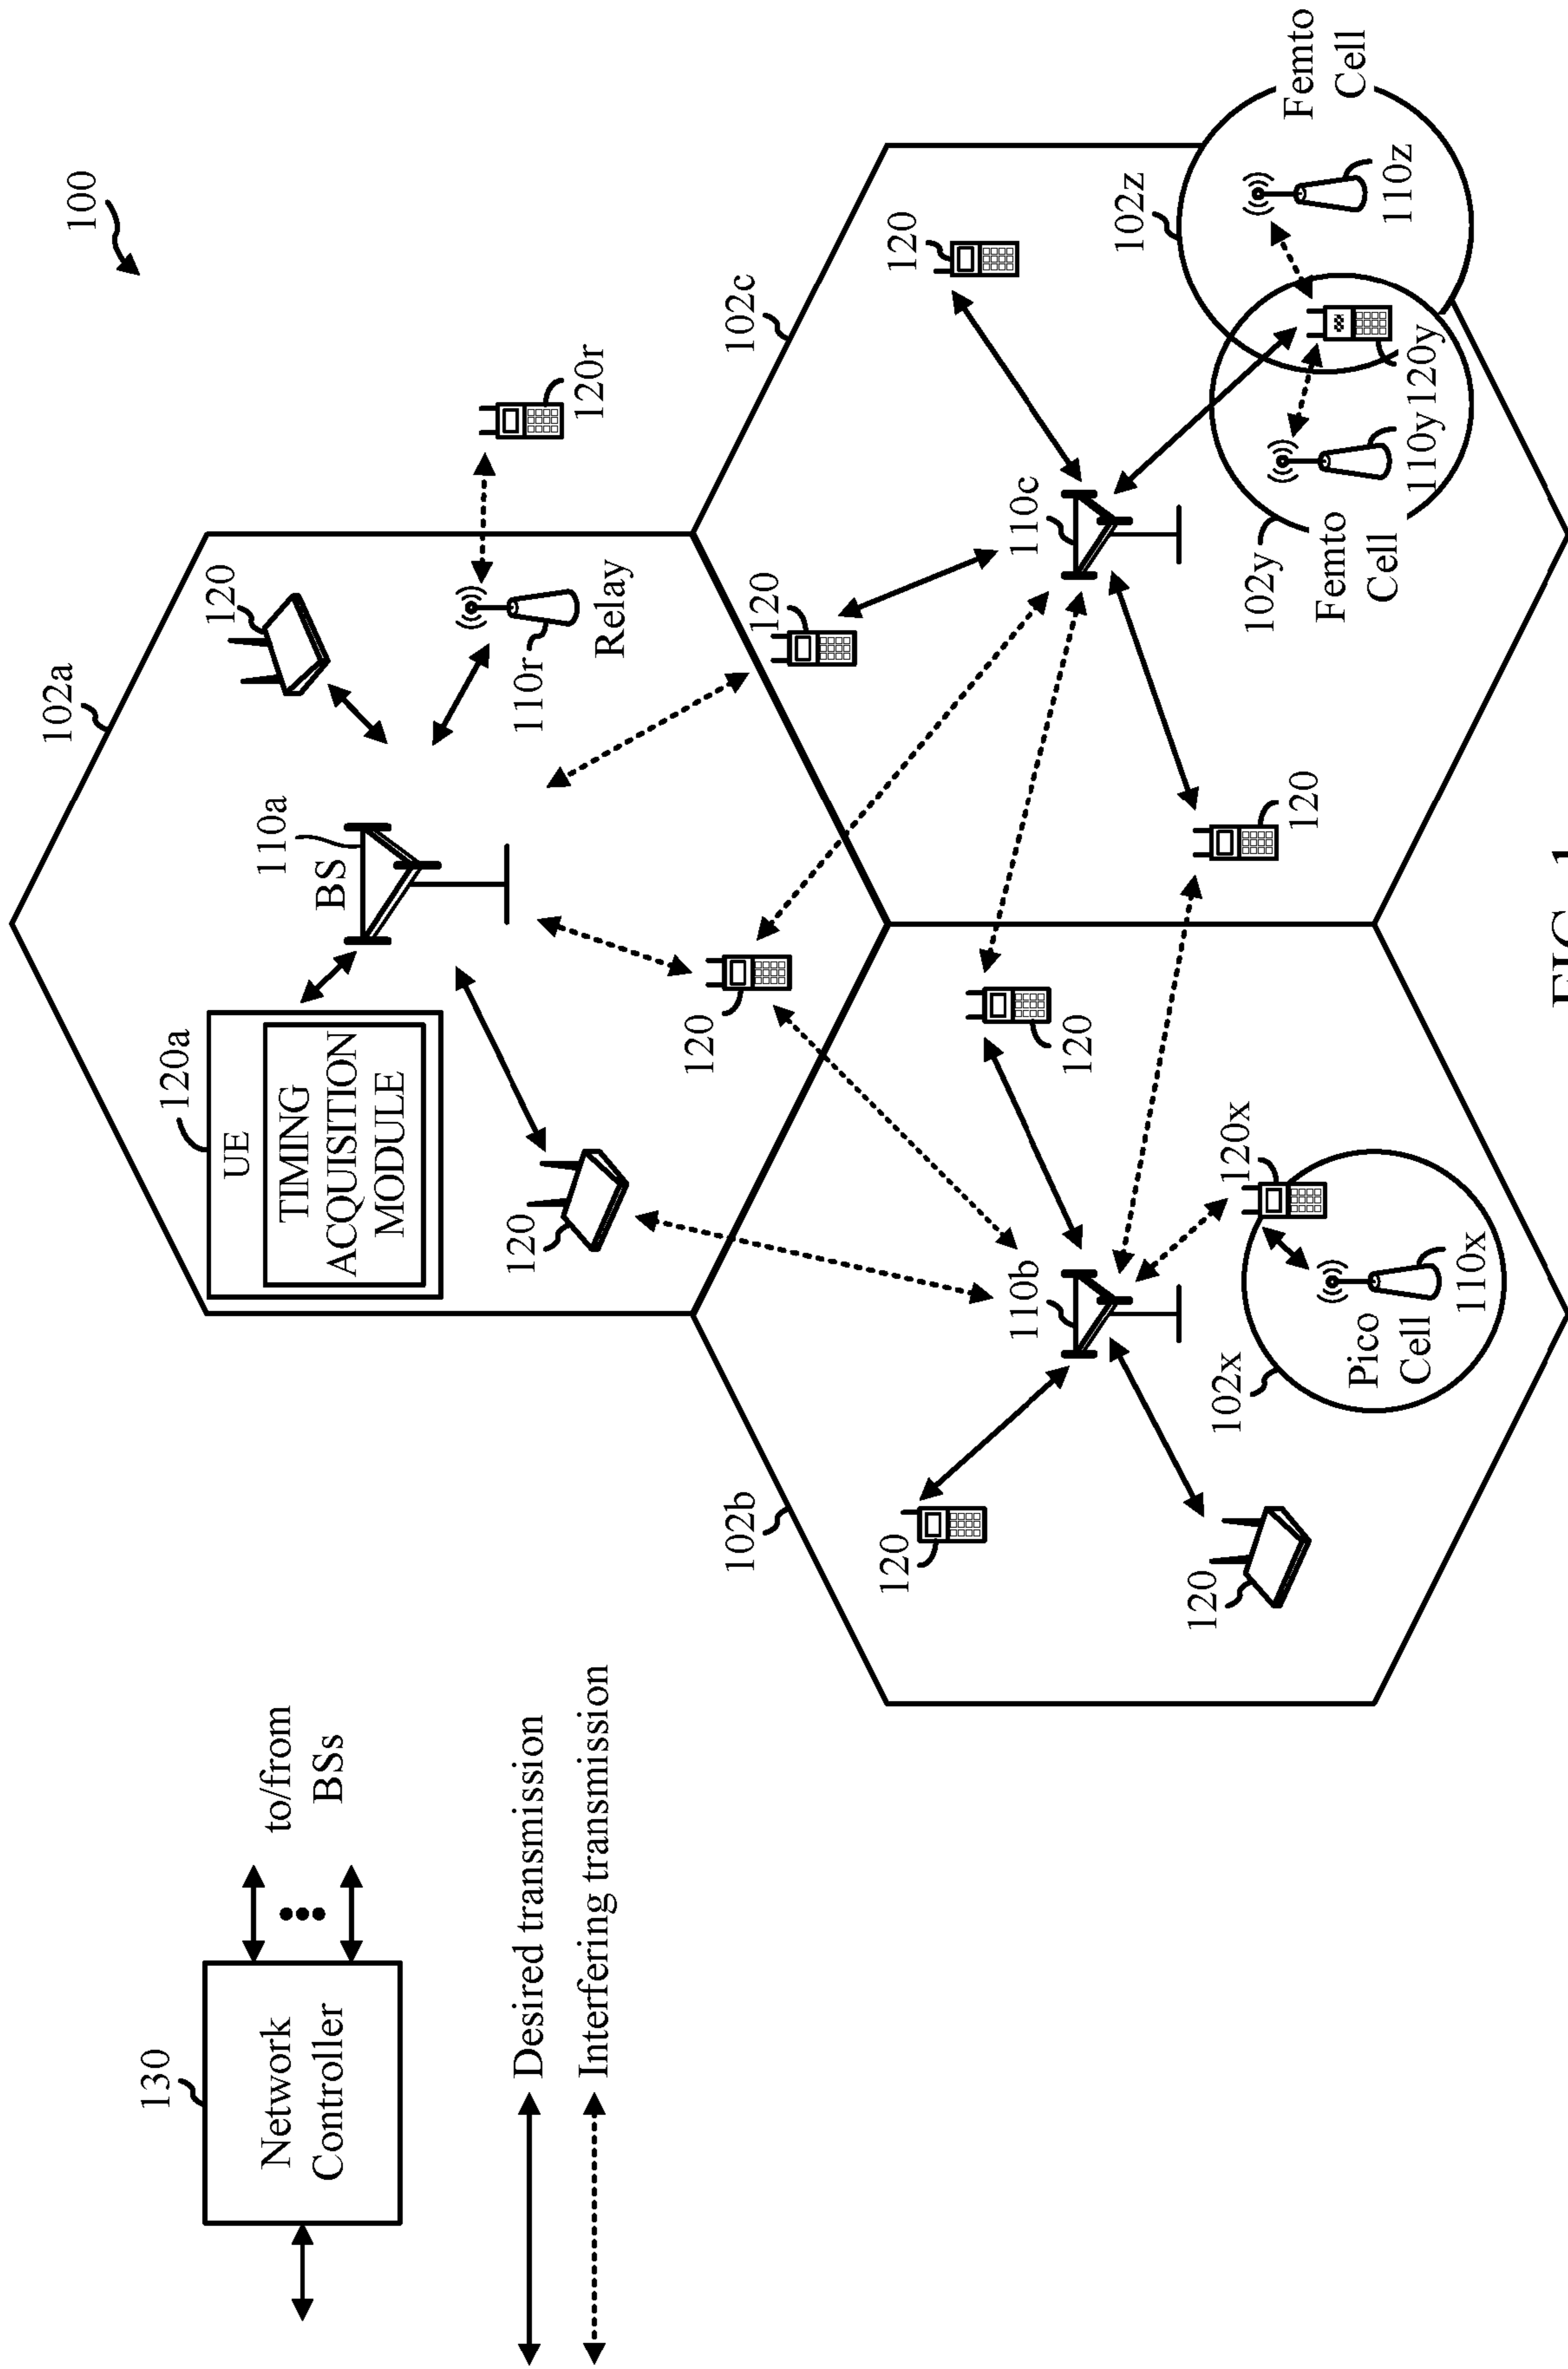 100
130
Network
Controller
to/from
BSs
Desired transmission
Interfering transmission
102a
120a
UE
TIMING
ACQUISITION
MODULE
110a
BS
120
120
110r
Relay
120r
120
120
102b
120
110b
120
120
102x
Pico
Cell
110x
120x
102c
120
110c
120
102y
Femto
Cell
110y
120y
102z
110z
Femto
Cell
FIG. 1